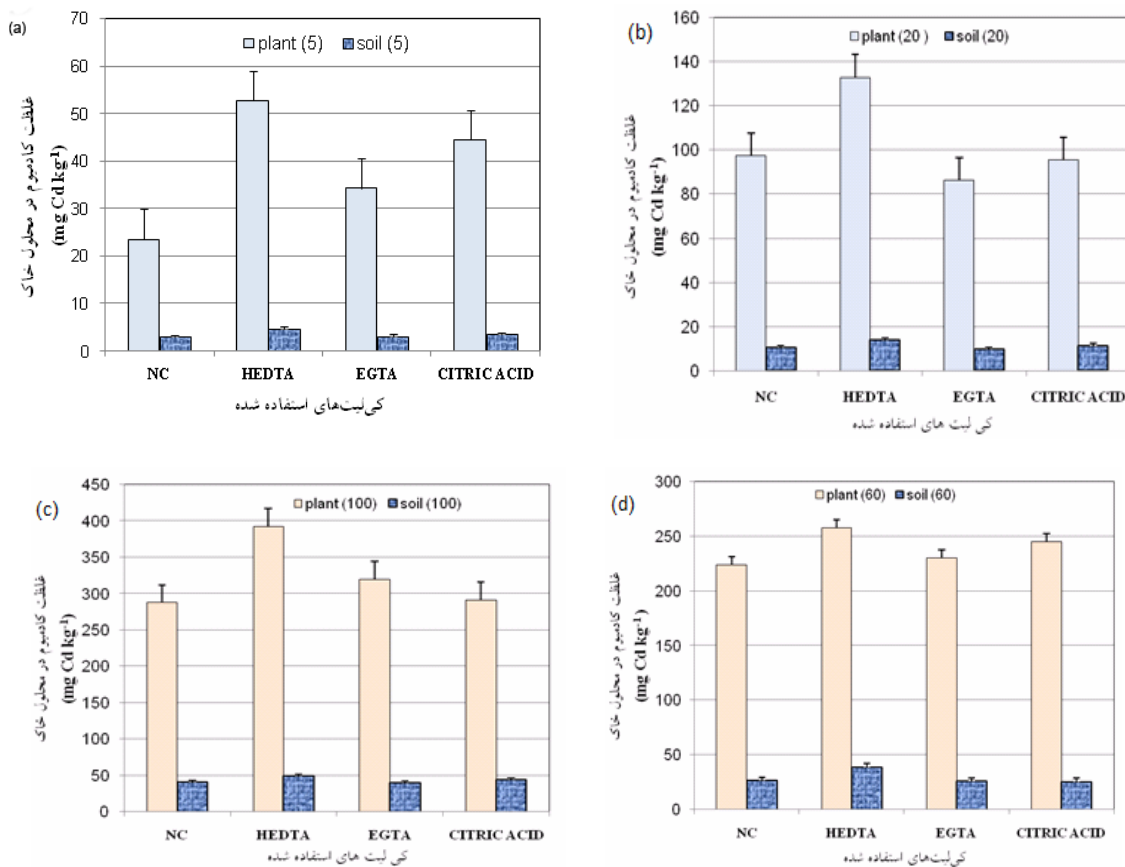 (a)
plant (5) soil (5)
غلظت کادمیوم در محلول خاک
(mg Cd kg⁻¹)
70
60
50
40
30
20
10
0
NC HEDTA EGTA CITRIC ACID
کی‌لیت‌های استفاده شده
(b)
plant (20 ) soil (20)
غلظت کادمیوم در محلول خاک
(mg Cd kg⁻¹)
160
140
120
100
80
60
40
20
0
NC HEDTA EGTA CITRIC ACID
کی لیت های استفاده شده
(c)
plant (100) soil (100)
غلظت کادمیوم در محلول خاک
(mg Cd kg⁻¹)
450
400
350
300
250
200
150
100
50
0
NC HEDTA EGTA CITRIC ACID
کی لیت های استفاده شده
(d)
plant (60) soil (60)
غلظت کادمیوم در محلول خاک
(mg Cd kg⁻¹)
300
250
200
150
100
50
0
NC HEDTA EGTA CITRIC ACID
کی‌لیت‌های استفاده شده